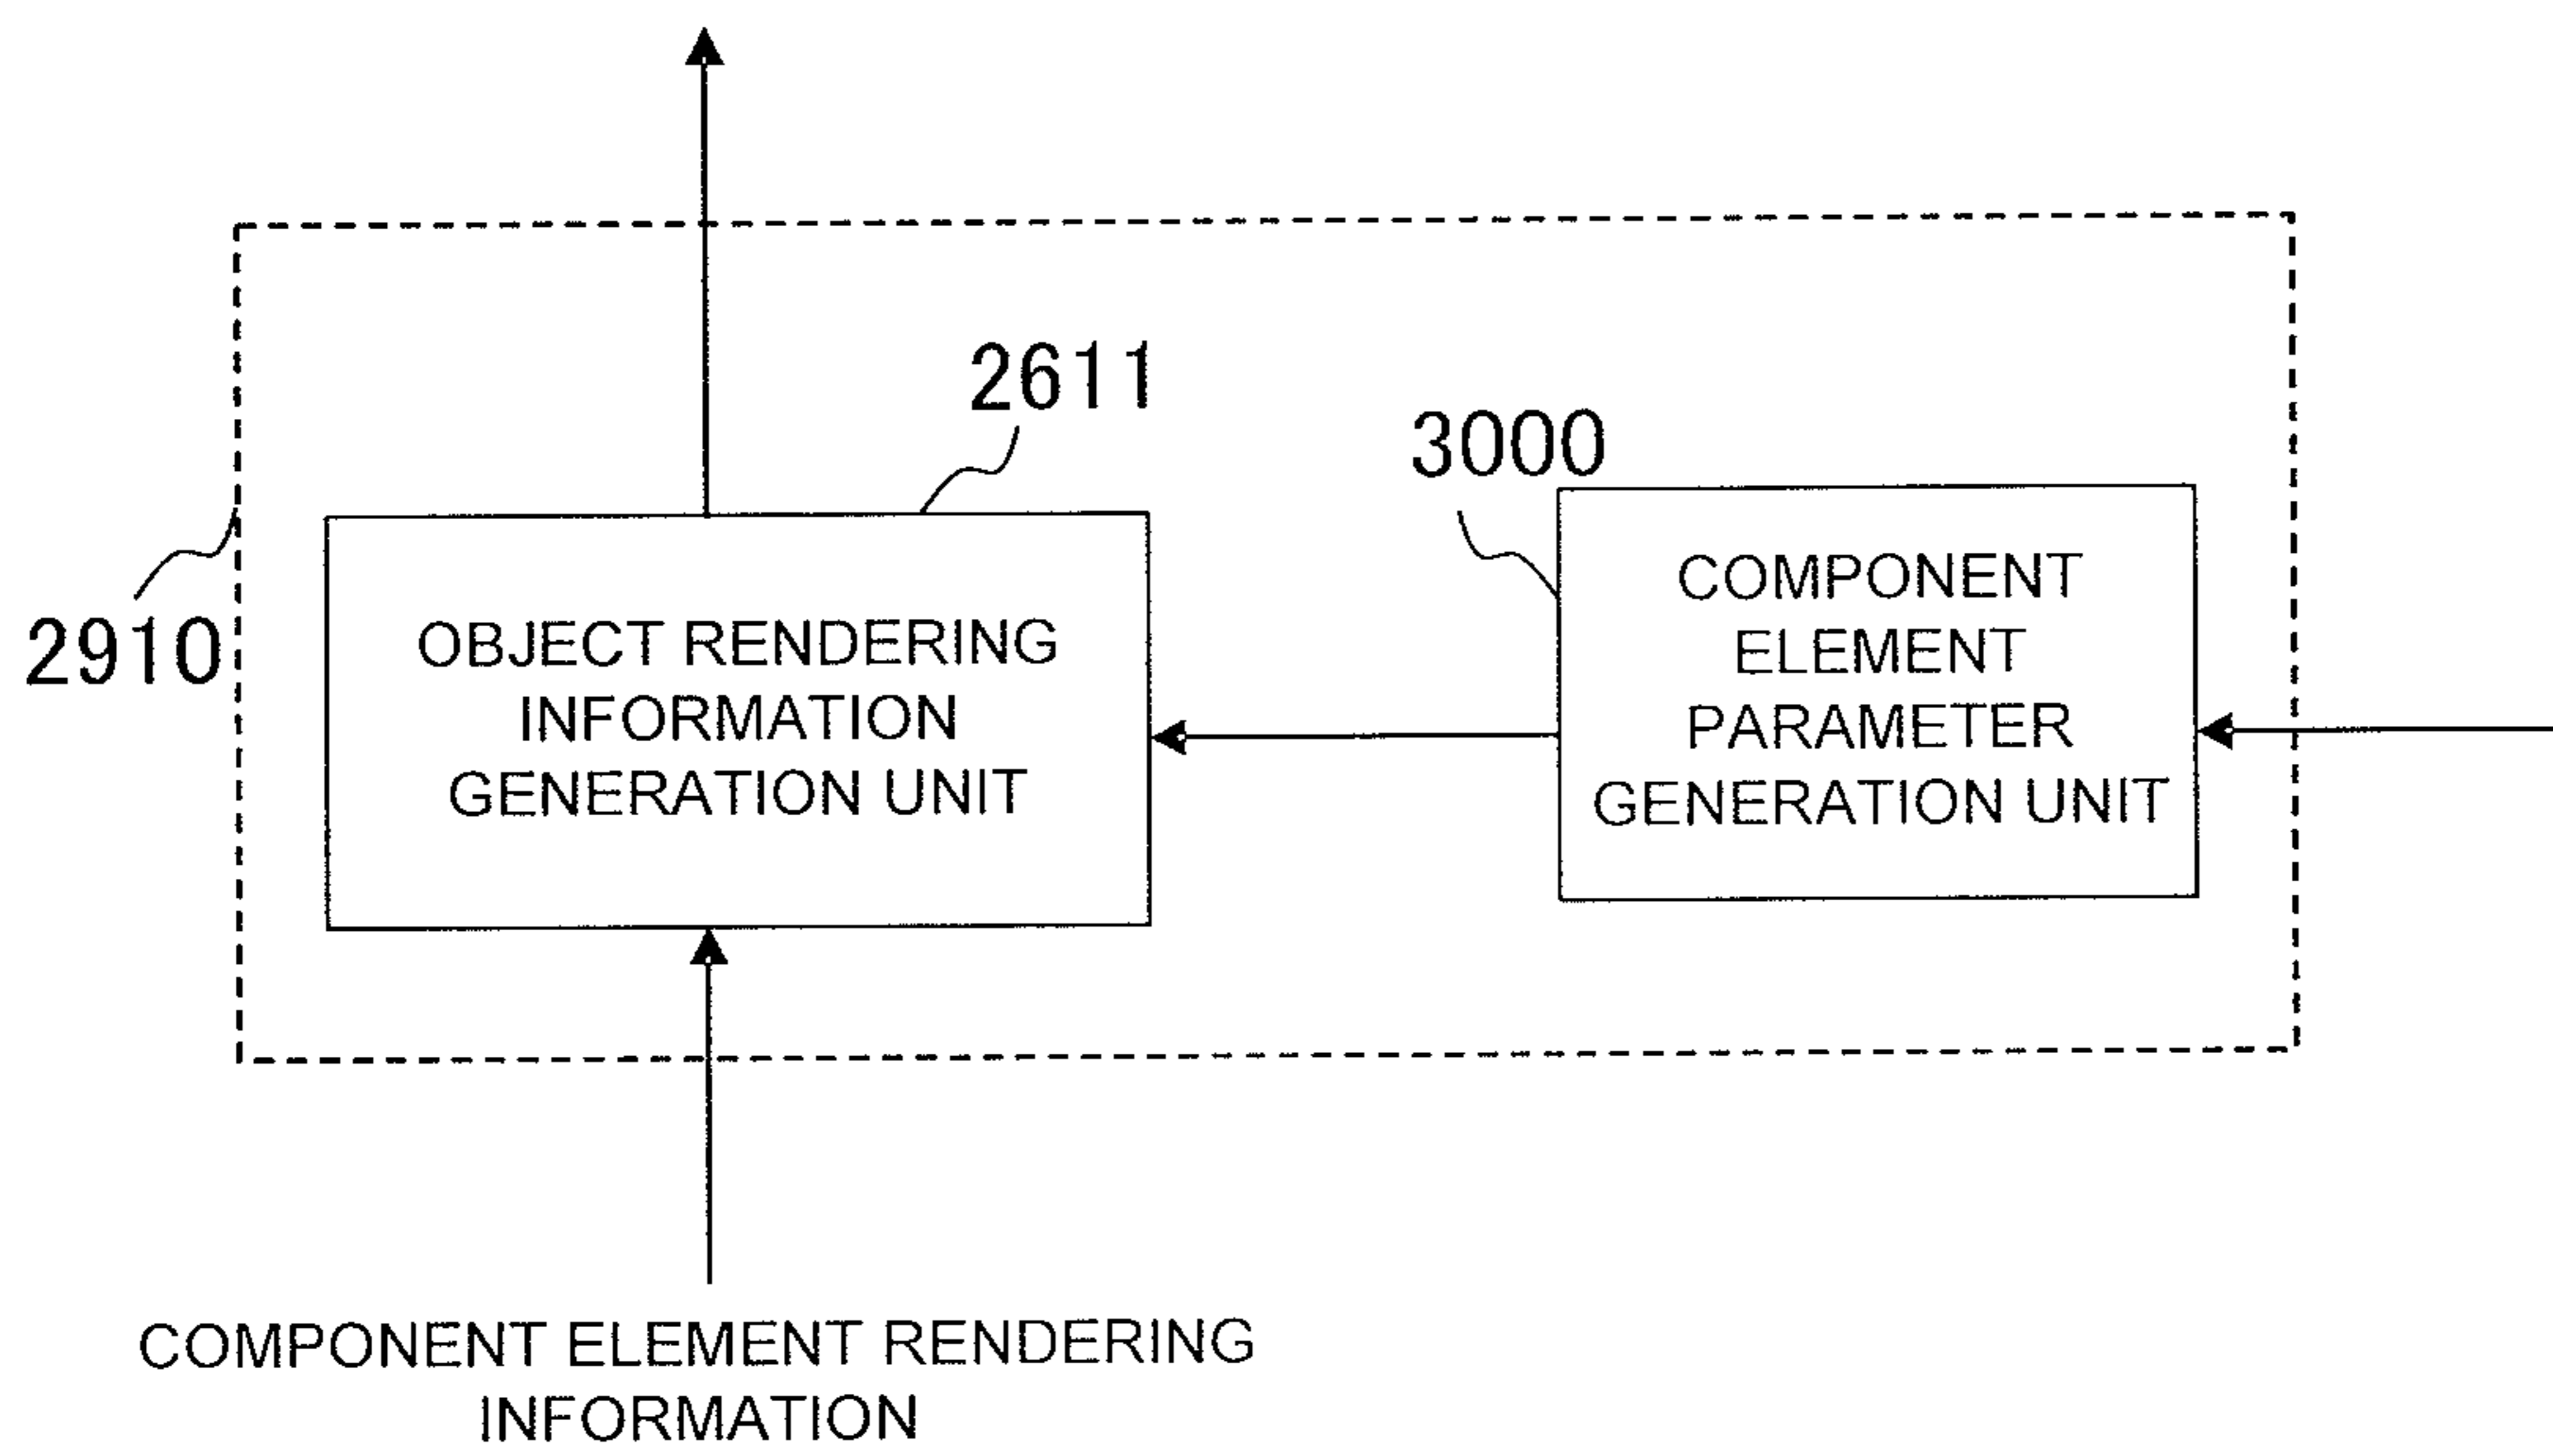 2611
3000
2910
OBJECT RENDERING
INFORMATION
GENERATION UNIT
COMPONENT
ELEMENT
PARAMETER
GENERATION UNIT
COMPONENT ELEMENT RENDERING
INFORMATION